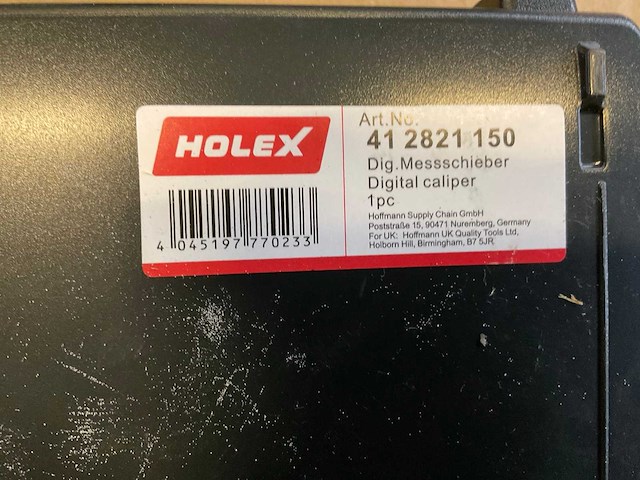 HOLEX
4 045197 770233
Art.No.
41 2821 150
Dig.Messschieber
Digital caliper
1pc
Hoffmann Supply Chain GmbH
Poststraße 15, 90471 Nuremberg, Germany
For UK: Hoffmann UK Quality Tools Ltd,
Holborn Hill, Birmingham, B7 5JR